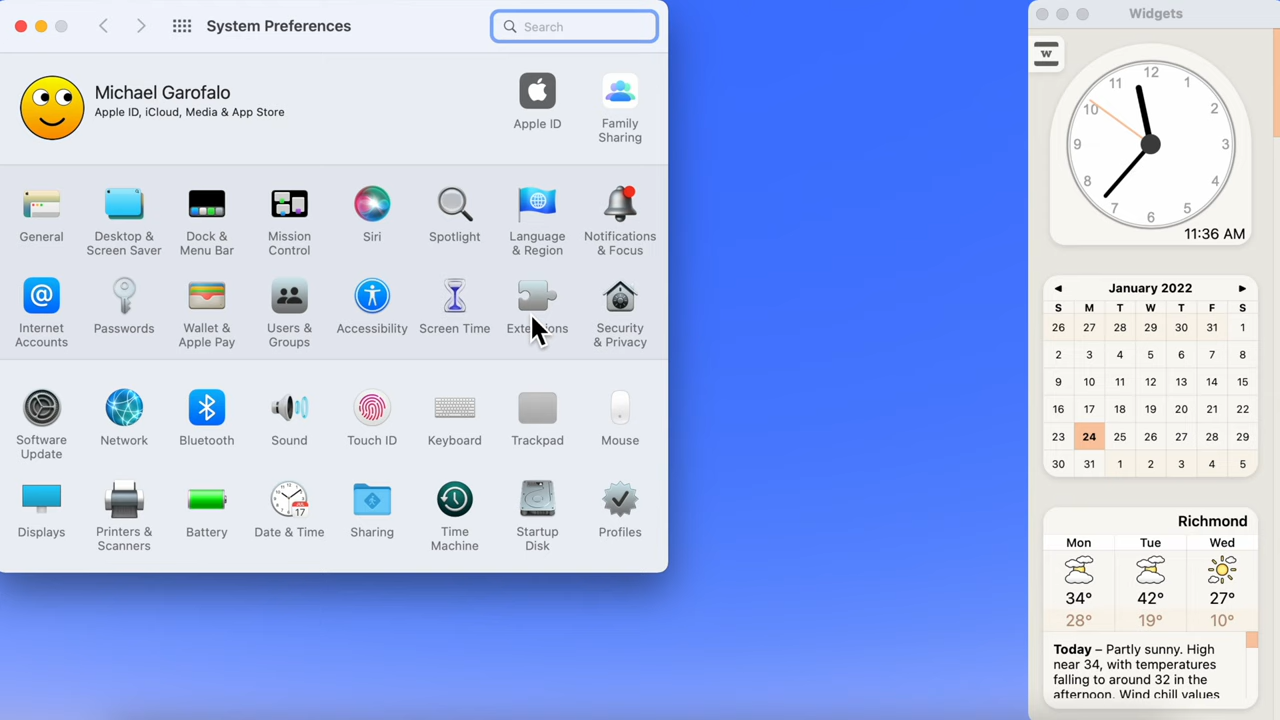 System Preferences
Search
Michael Garofalo
Apple ID, iCloud, Media & App Store
Apple ID
Family
Sharing
General
Desktop &
Screen Saver
Dock &
Menu Bar
Mission
Control
Siri
Spotlight
Language
& Region
Notifications
& Focus
Internet
Accounts
Passwords
Wallet &
Apple Pay
Users &
Groups
Accessibility
Screen Time
Security
& Privacy
Software
Update
Network
Bluetooth
Sound
Touch ID
Keyboard
Trackpad
Mouse
Displays
Printers &
Scanners
Battery
Date & Time
Sharing
Time
Machine
Startup
Disk
Profiles
17
Widgets
W
12
1
2
3
4
5
6
7
8
9
10
11
11:36 AM
January 2022
S M T W T F S
26 27 28 29 30 31 1
2 3 4 5 6 7 8
9 10 11 12 13 14 15
16 17 18 19 20 21 22
23 24 25 26 27 28 29
30 31 1 2 3 4 5
Richmond
Mon Tue Wed
34° 42° 27°
28° 19° 10°
Today – Partly sunny. High
near 34, with temperatures
falling to around 32 in the
afternoon. Wind chill values